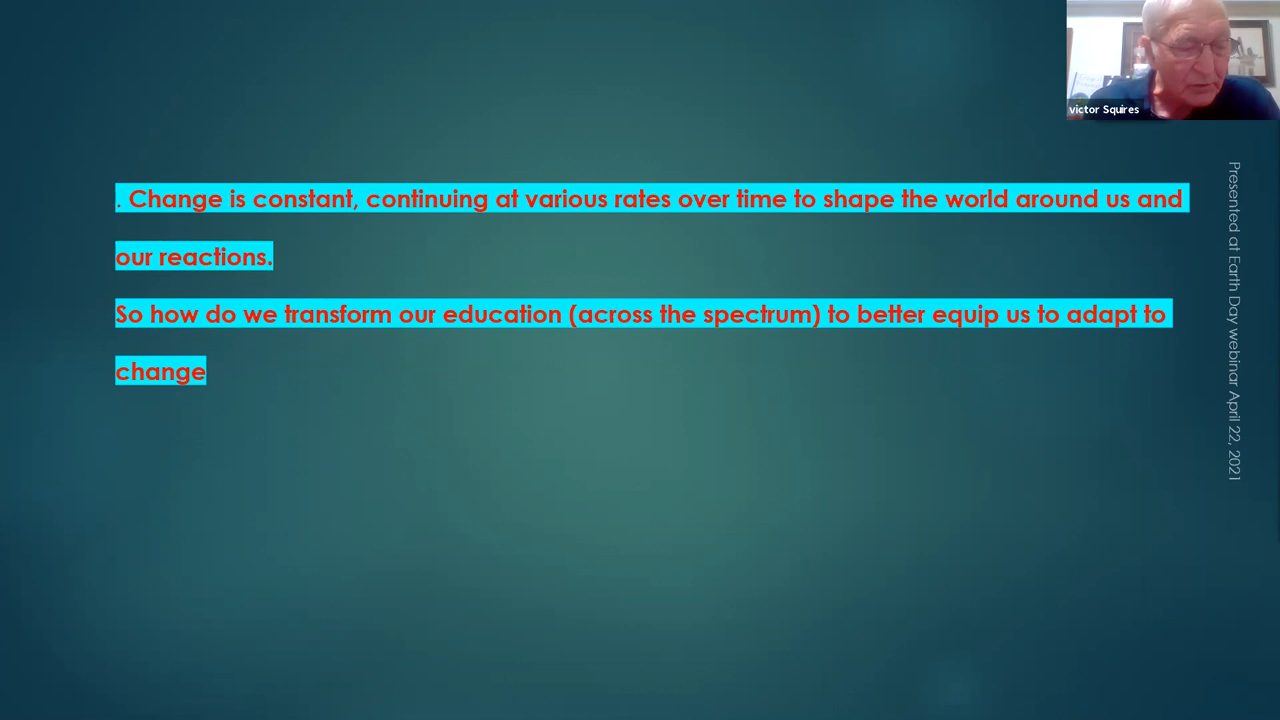 victor Squires
. Change is constant, continuing at various rates over time to shape the world around us and
our reactions.
So how do we transform our education (across the spectrum) to better equip us to adapt to
change
Presented at Earth Day webinar April 22, 2021